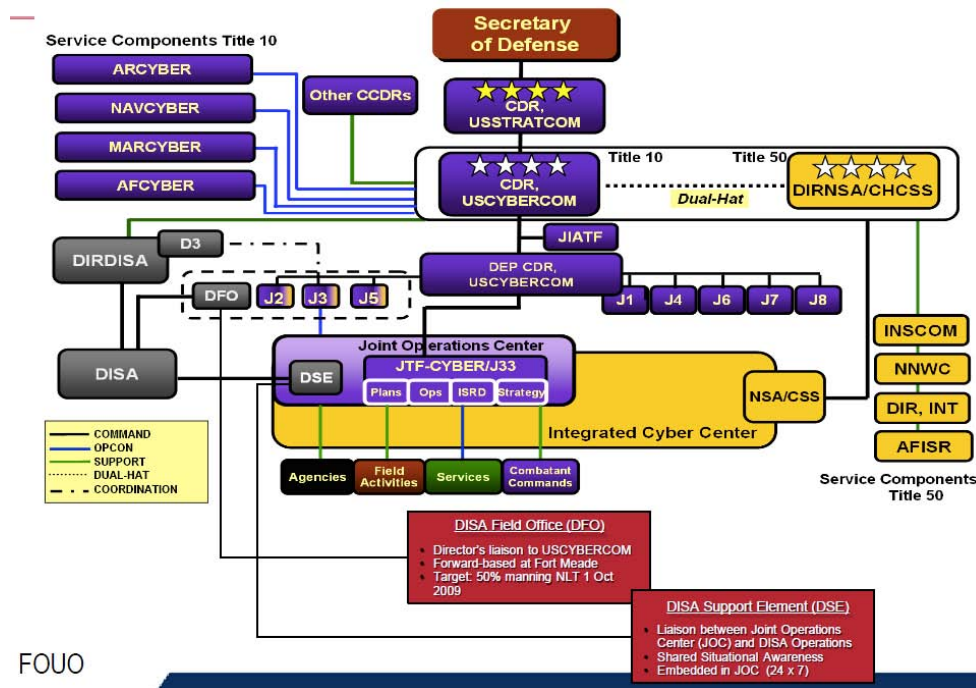 Secretary
of Defense
Service Components Title 10
ARCYBER
NAVCYBER
MARCYBER
AFCYBER
Other CCDRs
CDR,
USSTRATCOM
Title 10
Title 50
CDR,
USCYBERCOM
Dual-Hat
DIRNSA/CHCSS
JIATF
D3
DIRDISA
DEP CDR,
USCYBERCOM
DFO
J2
J3
J5
J1
J4
J6
J7
J8
INSCOM
NNWC
DIR, INT
AFISR
Service Components
Title 50
Joint Operations Center
JTF-CYBER/J33
DISA
DSE
Plans
Ops
ISRD
Strategy
NSA/CSS
Integrated Cyber Center
COMMAND
OPCON
SUPPORT
DUAL-HAT
COORDINATION
Agencies
Field
Activities
Services
Combatant
Commands
DISA Field Office (DFO)
• Director's liaison to USCYBERCOM
• Forward-based at Fort Meade
• Target: 50% manning NLT 1 Oct
2009
DISA Support Element (DSE)
• Liaison between Joint Operations
Center (JOC) and DISA Operations
• Shared Situational Awareness
• Embedded in JOC (24 x 7)
FOUO